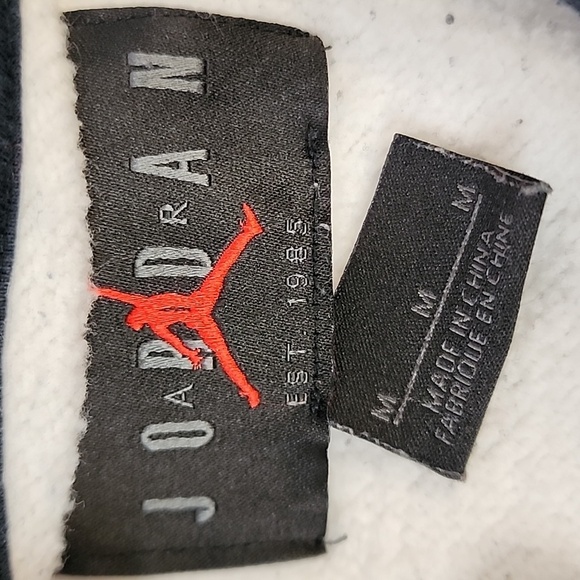 JORDAN
A R
EST. 1985
M M M
MADE IN CHINA
FABRIQUE EN CHINE